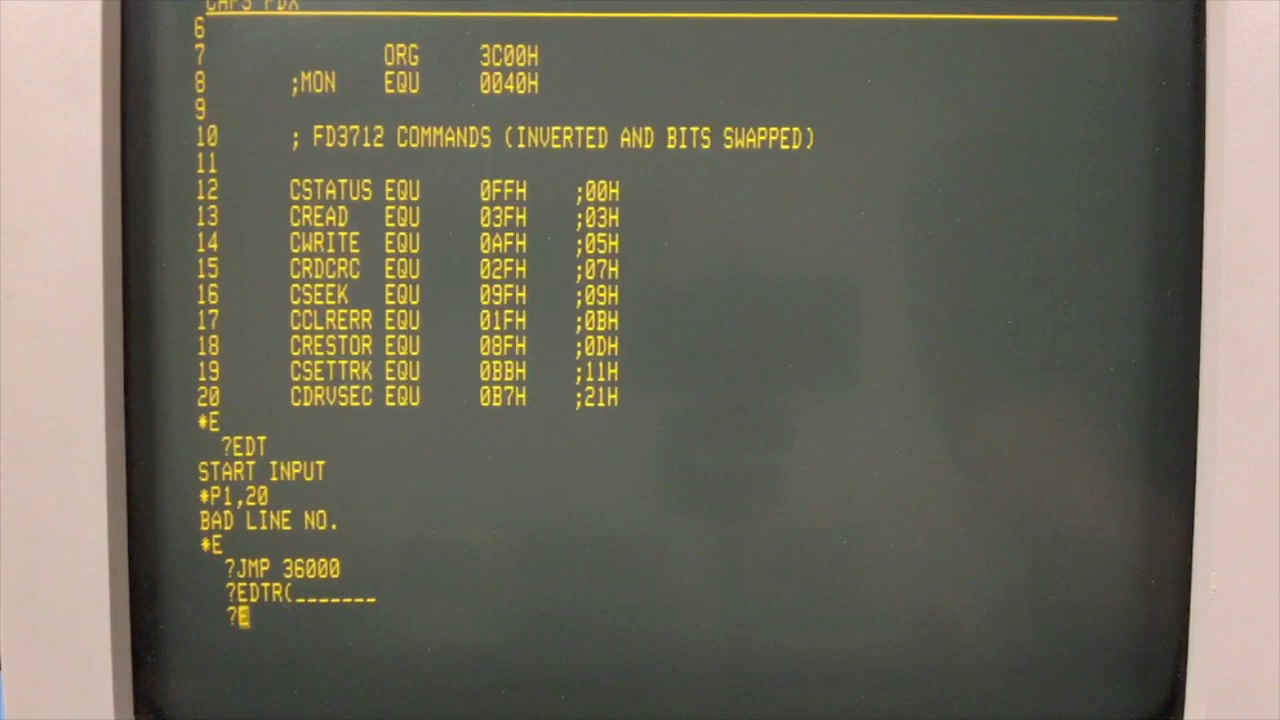 CAPS PDX
6
7 ORG 3C00H
8 ;MON EQU 0040H
9
10 ; FD3712 COMMANDS (INVERTED AND BITS SWAPPED)
11
12 CSTATUS EQU 0FFH ;00H
13 CREAD EQU 03FH ;03H
14 CWRITE EQU 0AFH ;05H
15 CRDCRC EQU 02FH ;07H
16 CSEEK EQU 09FH ;09H
17 CCLRERR EQU 01FH ;0BH
18 CRESTOR EQU 08FH ;0DH
19 CSETTRK EQU 0BBH ;11H
20 CDRVSEC EQU 0B7H ;21H
*E
?EDT
START INPUT
*P1,20
BAD LINE NO.
*E
?JMP 36000
?EDTR(_______
?E